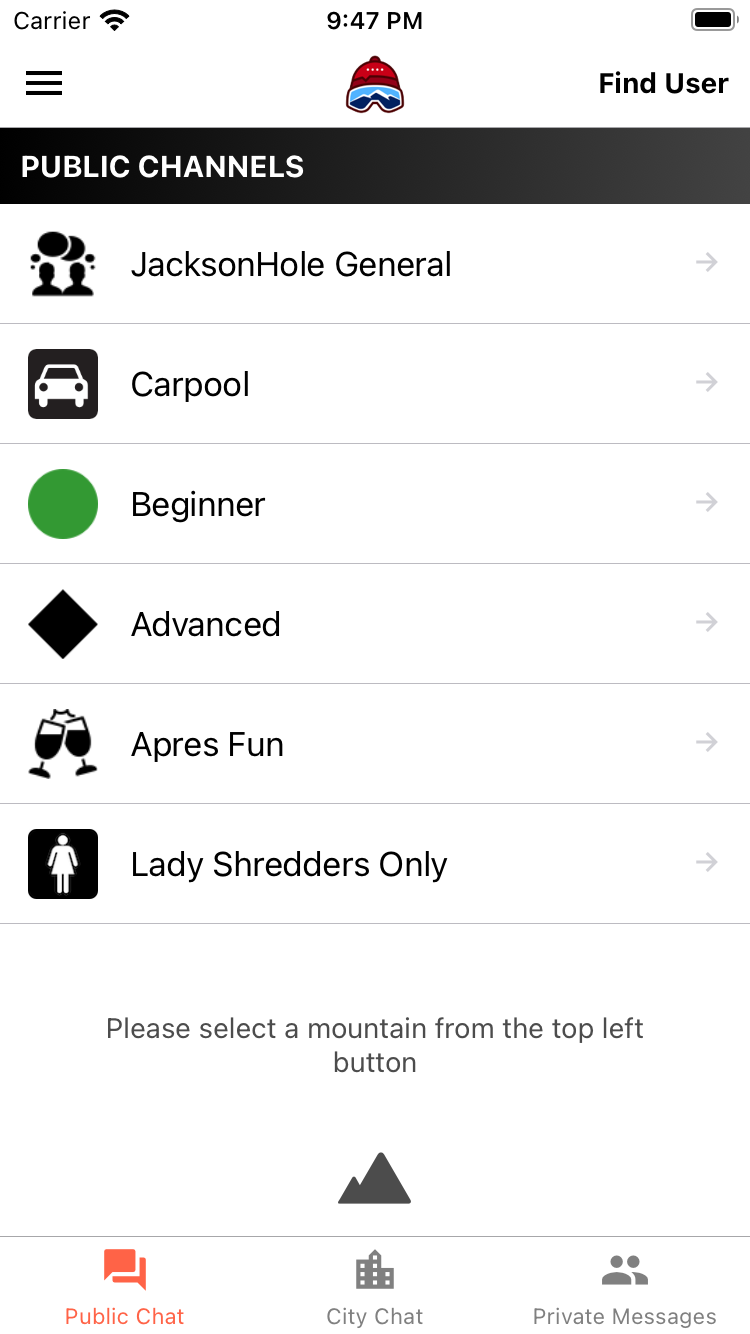 Carrier 9:47 PM
Find User
PUBLIC CHANNELS
JacksonHole General
Carpool
Beginner
Advanced
Apres Fun
Lady Shredders Only
Please select a mountain from the top left
button
Public Chat City Chat Private Messages